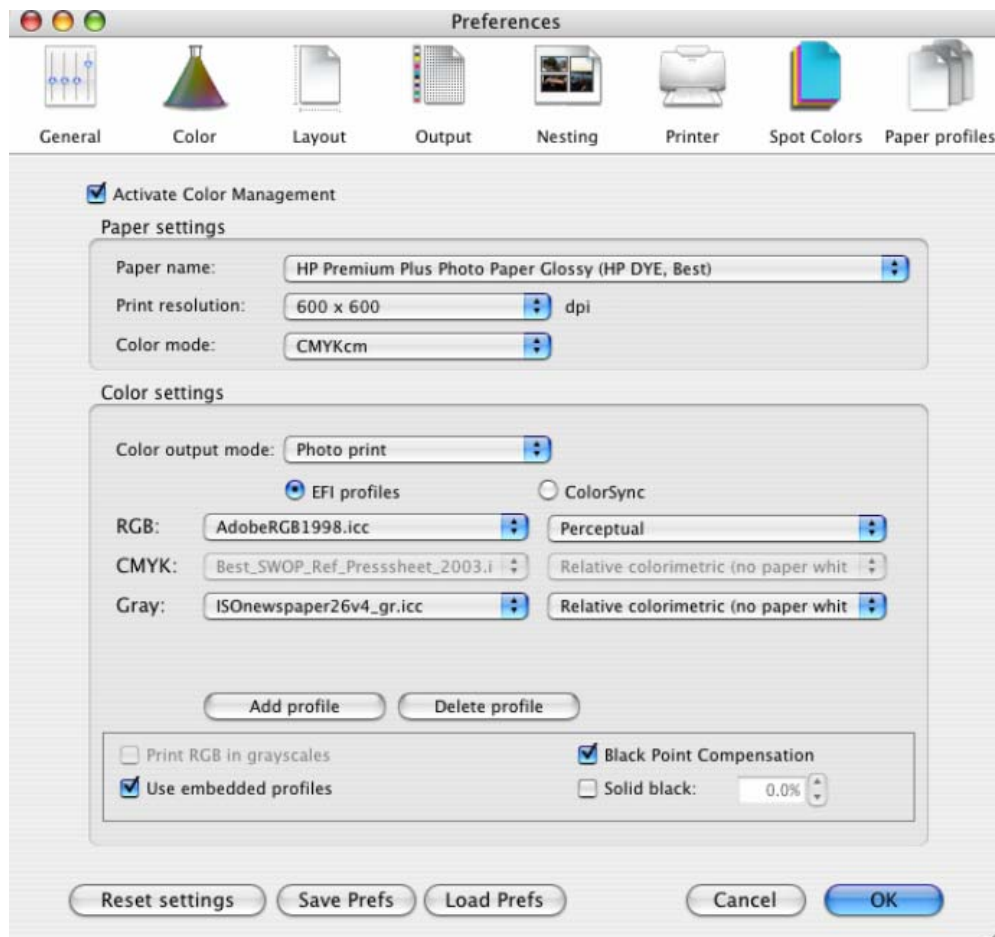 Preferences
General Color Layout Output Nesting Printer Spot Colors Paper profiles
Activate Color Management
Paper settings
Paper name: HP Premium Plus Photo Paper Glossy (HP DYE, Best)
Print resolution: 600 x 600 dpi
Color mode: CMYKcm
Color settings
Color output mode: Photo print
EFI profiles ColorSync
RGB: AdobeRGB1998.icc Perceptual
CMYK: Best_SWOP_Ref_Presssheet_2003.i Relative colorimetric (no paper whit
Gray: ISOnewspaper26v4_gr.icc Relative colorimetric (no paper whit
Add profile Delete profile
Print RGB in grayscales Black Point Compensation
Use embedded profiles Solid black: 0.0%
Reset settings Save Prefs Load Prefs Cancel OK